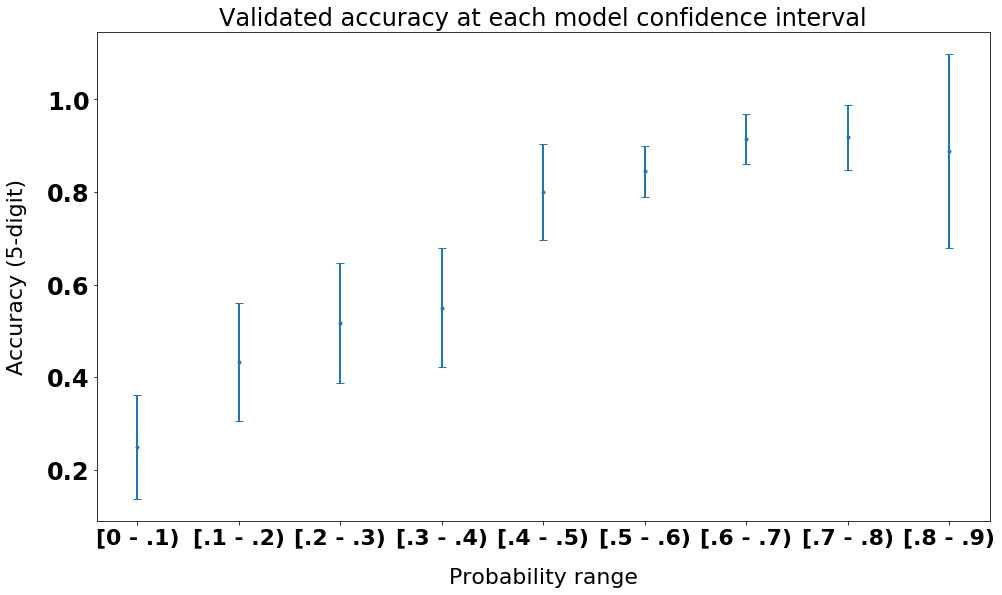 Validated accuracy at each model confidence interval
Accuracy (5-digit)
1.0
0.8
0.6
0.4
0.2
[0 - .1) [.1 - .2) [.2 - .3) [.3 - .4) [.4 - .5) [.5 - .6) [.6 - .7) [.7 - .8) [.8 - .9)
Probability range